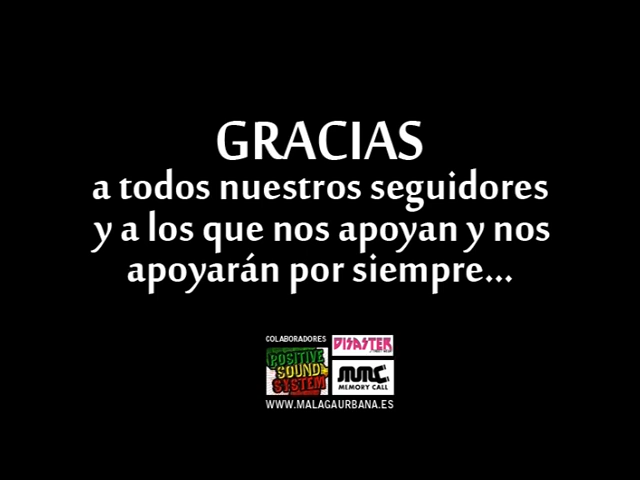 GRACIAS
a todos nuestros seguidores
y a los que nos apoyan y nos
apoyarán por siempre...
COLABORADORES
DISASTER
POSITIVE
SOUND
SYSTEM
MMC
MEMORY CALL
WWW.MALAGAURBANA.ES